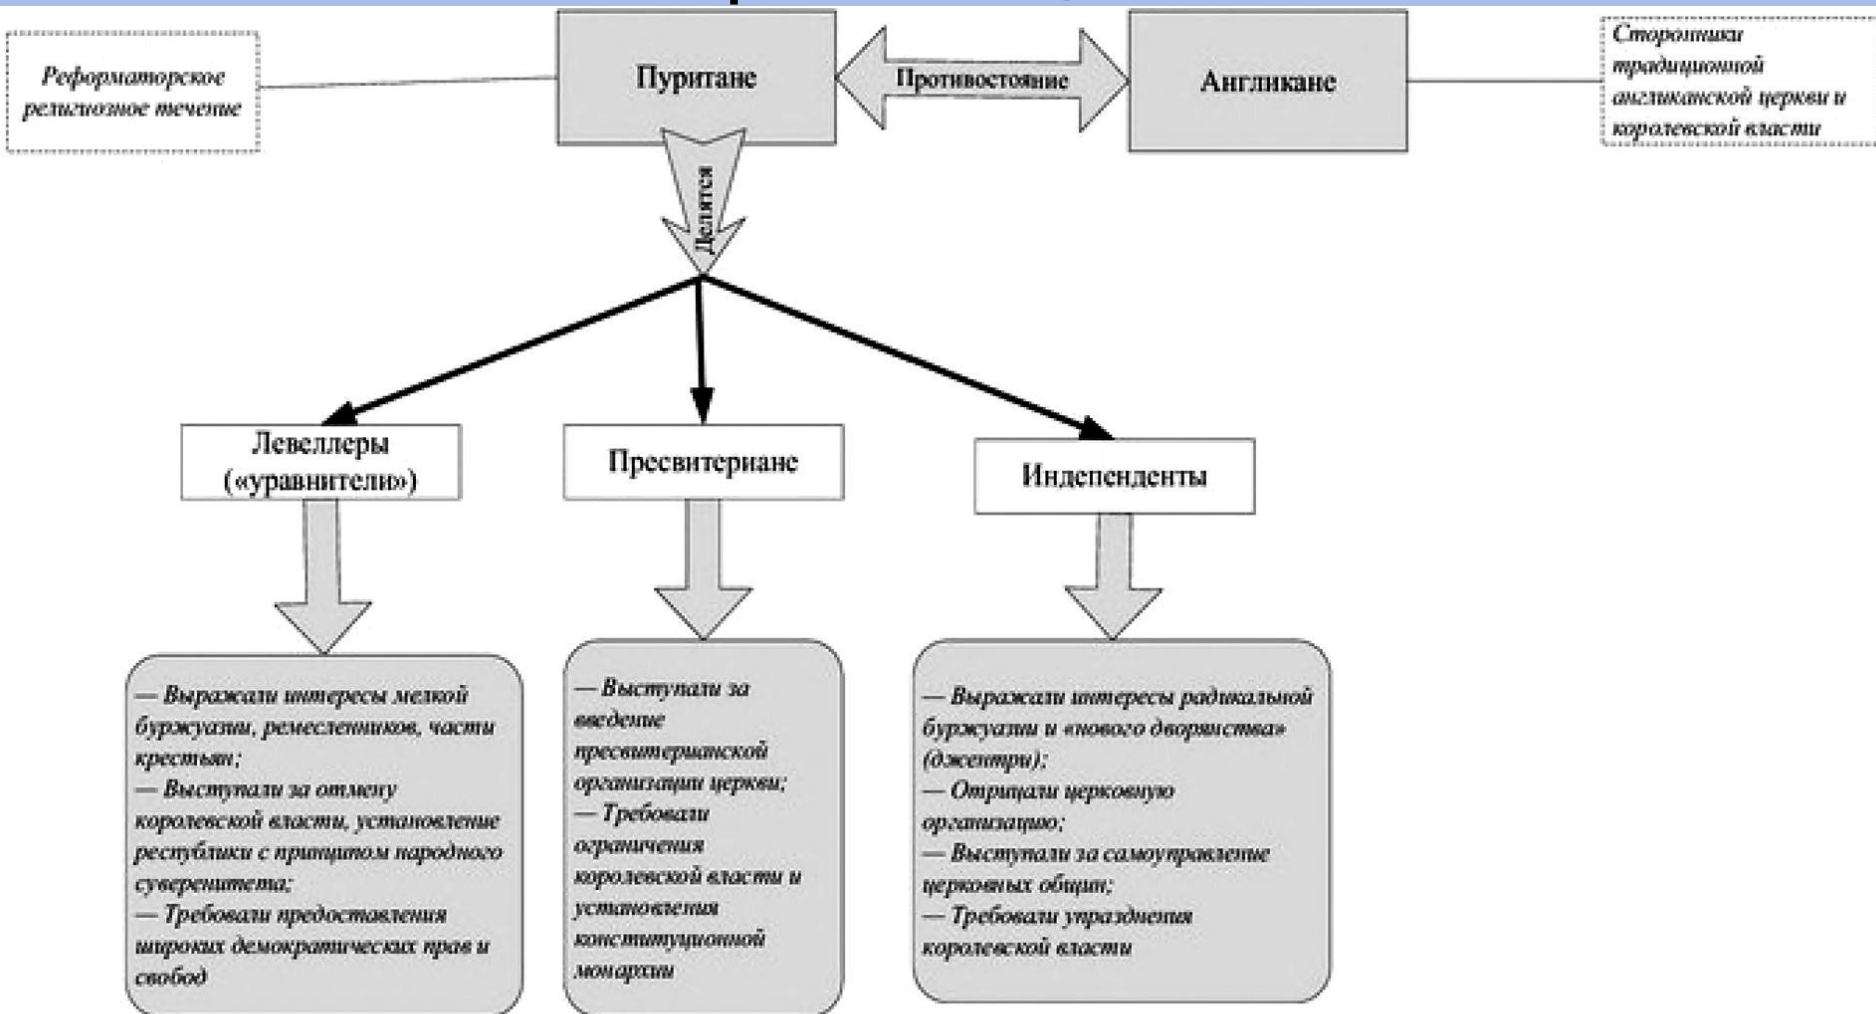 Реформаторское
религиозное течение
Пуритане
Противостояние
Англикане
Сторонники
традиционной
англиканской церкви и
королевской власти
Делятся
Левеллеры
(«уравнители»)
Пресвитериане
Индепенденты
— Выражали интересы мелкой
буржуазии, ремесленников, части
крестьян;
— Выступали за отмену
королевской власти, установление
республики с принципом народного
суверенитета;
— Требовали предоставления
широких демократических прав и
свобод
— Выступали за
введение
пресвитерианской
организации церкви;
— Требовали
ограничения
королевской власти и
установления
конституционной
монархии
— Выражали интересы радикальной
буржуазии и «нового дворянства»
(джентри);
— Отрицали церковную
организацию;
— Выступали за самоуправление
церковных общин;
— Требовали упразднения
королевской власти